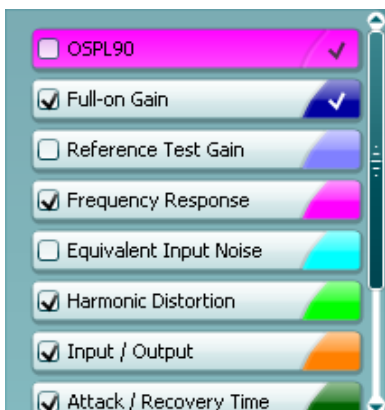 OSPL90
Full-on Gain
Reference Test Gain
Frequency Response
Equivalent Input Noise
Harmonic Distortion
Input / Output
Attack / Recovery Time